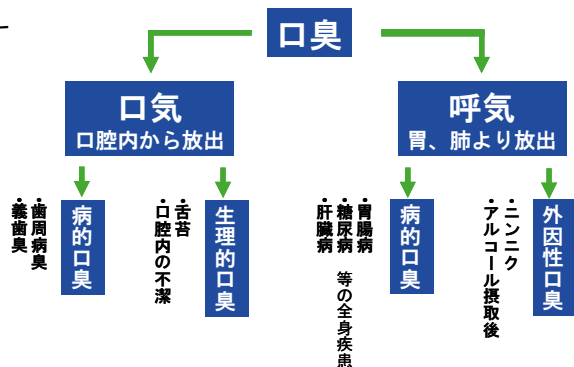 口臭
口気
口腔内から放出
呼気
胃、肺より放出
病的口臭
・歯周病臭
・義歯臭
生理的口臭
・舌苔
・口腔内の不潔
病的口臭
・胃腸病
・糖尿病 等の全身疾患
・肝臓病
外因性口臭
・ニンニク
・アルコール摂取後